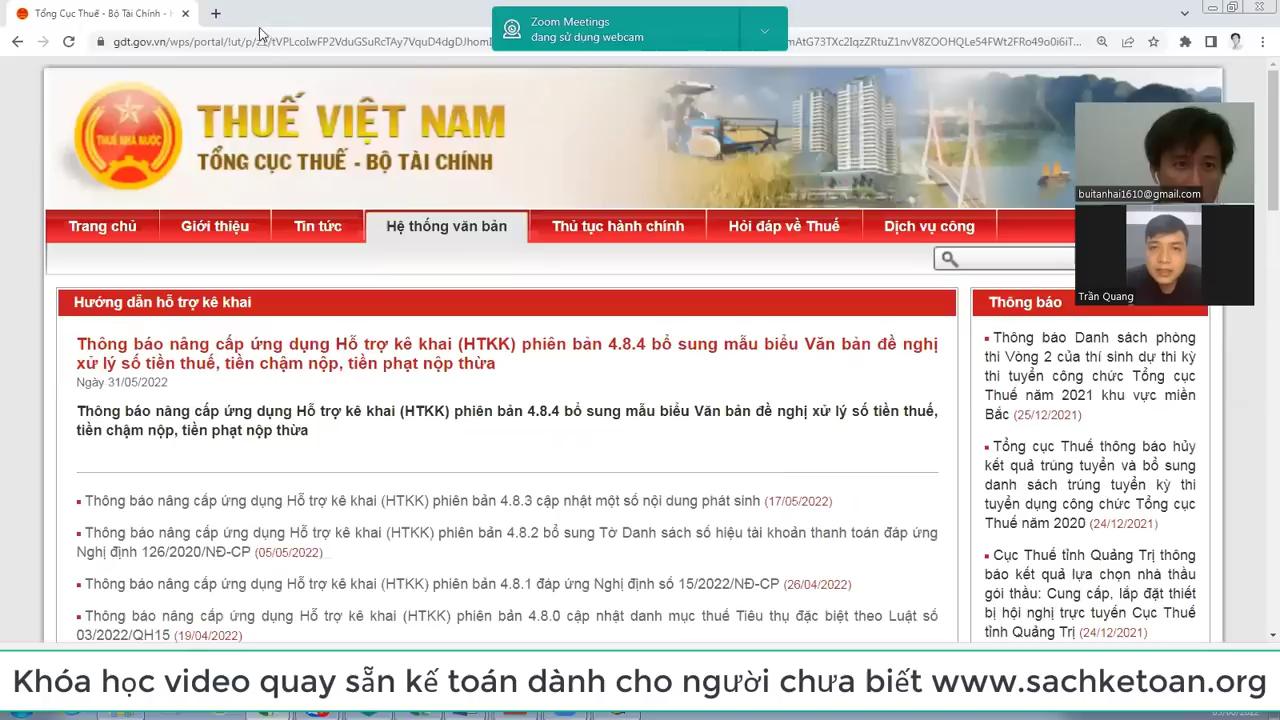 Tổng Cục Thuế - Bộ Tài Chính -
Zoom Meetings
đang sử dụng webcam
THUẾ NHÀ NƯỚC
THUẾ VIỆT NAM
TỔNG CỤC THUẾ - BỘ TÀI CHÍNH
buitanhai1610@gmail.com
Trang chủ
Giới thiệu
Tin tức
Hệ thống văn bản
Thủ tục hành chính
Hỏi đáp về Thuế
Dịch vụ công
Trần Quang
Hướng dẫn hỗ trợ kê khai
Thông báo nâng cấp ứng dụng Hỗ trợ kê khai (HTKK) phiên bản 4.8.4 bổ sung mẫu biểu Văn bản đề nghị
xử lý số tiền thuế, tiền chậm nộp, tiền phạt nộp thừa
Ngày 31/05/2022
Thông báo nâng cấp ứng dụng Hỗ trợ kê khai (HTKK) phiên bản 4.8.4 bổ sung mẫu biểu Văn bản đề nghị xử lý số tiền thuế,
tiền chậm nộp, tiền phạt nộp thừa
Thông báo nâng cấp ứng dụng Hỗ trợ kê khai (HTKK) phiên bản 4.8.3 cập nhật một số nội dung phát sinh (17/05/2022)
Thông báo nâng cấp ứng dụng Hỗ trợ kê khai (HTKK) phiên bản 4.8.2 bổ sung Tờ Danh sách số hiệu tài khoản thanh toán đáp ứng
Nghị định 126/2020/NĐ-CP (05/05/2022)
Thông báo nâng cấp ứng dụng Hỗ trợ kê khai (HTKK) phiên bản 4.8.1 đáp ứng Nghị định số 15/2022/NĐ-CP (26/04/2022)
Thông báo nâng cấp ứng dụng Hỗ trợ kê khai (HTKK) phiên bản 4.8.0 cập nhật danh mục thuế Tiêu thụ đặc biệt theo Luật số
03/2022/QH15 (19/04/2022)
Thông báo
Thông báo Danh sách phòng
thi Vòng 2 của thí sinh dự thi kỳ
thi tuyển công chức Tổng cục
Thuế năm 2021 khu vực miền
Bắc (25/12/2021)
Tổng cục Thuế thông báo hủy
kết quả trúng tuyển và bổ sung
danh sách trúng tuyển kỳ thi
tuyển dụng công chức Tổng cục
Thuế năm 2020 (24/12/2021)
Cục Thuế tỉnh Quảng Trị thông
báo kết quả lựa chọn nhà thầu
gói thầu: Cung cấp, lắp đặt thiết
bị hội nghị trực tuyến Cục Thuế
tỉnh Quảng Trị (24/12/2021)
Khóa học video quay sẵn kế toán dành cho người chưa biết www.sachketoan.org